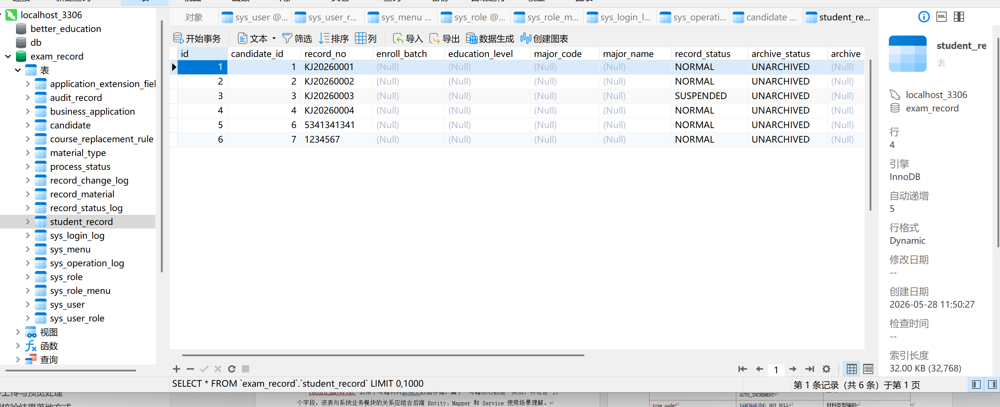 localhost_3306
better_education
db
exam_record
表
application_extension_fiel
audit_record
business_application
candidate
course_replacement_rule
material_type
process_status
record_change_log
record_material
record_status_log
student_record
sys_login_log
sys_menu
sys_operation_log
sys_role
sys_role_menu
sys_user
sys_user_role
视图
函数
查询
对象 sys_user @... sys_user_r... sys_menu ... sys_role @... sys_role_m... sys_login_l... sys_operati... candidate ... student_re...
开始事务 文本 筛选 排序 列 导入 导出 数据生成 创建图表
id candidate_id record_no enroll_batch education_level major_code major_name record_status archive_status archive
1 1 KJ20260001 (Null) (Null) (Null) (Null) NORMAL UNARCHIVED (Null)
2 2 KJ20260002 (Null) (Null) (Null) (Null) NORMAL UNARCHIVED (Null)
3 3 KJ20260003 (Null) (Null) (Null) (Null) SUSPENDED UNARCHIVED (Null)
4 4 KJ20260004 (Null) (Null) (Null) (Null) NORMAL UNARCHIVED (Null)
5 6 5341341341 (Null) (Null) (Null) (Null) NORMAL UNARCHIVED (Null)
6 7 1234567 (Null) (Null) (Null) (Null) NORMAL UNARCHIVED (Null)
1
SELECT * FROM `exam_record`.`student_record` LIMIT 0,1000
第 1 条记录（共 6 条）于第 1 页
DDL
student_re
表
localhost_3306
exam_record
行
4
引擎
InnoDB
自动递增
5
行格式
Dynamic
修改日期
--
创建日期
2026-05-28 11:50:27
检查时间
--
索引长度
32.00 KB (32,768)
个字段。该表与系统业务模块的关系应结合后端 Entity、Mapper 和 Service 使用场景理解。
AUTO_INCREMENT
type_code VARCHAR(64) NOT NULL 材料类型编码